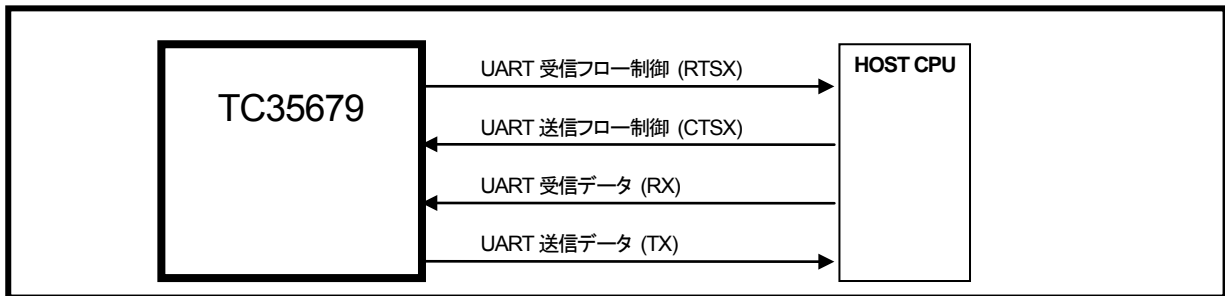 TC35679
UART 受信フロー制御 (RTSX)
UART 送信フロー制御 (CTSX)
UART 受信データ (RX)
UART 送信データ (TX)
HOST CPU